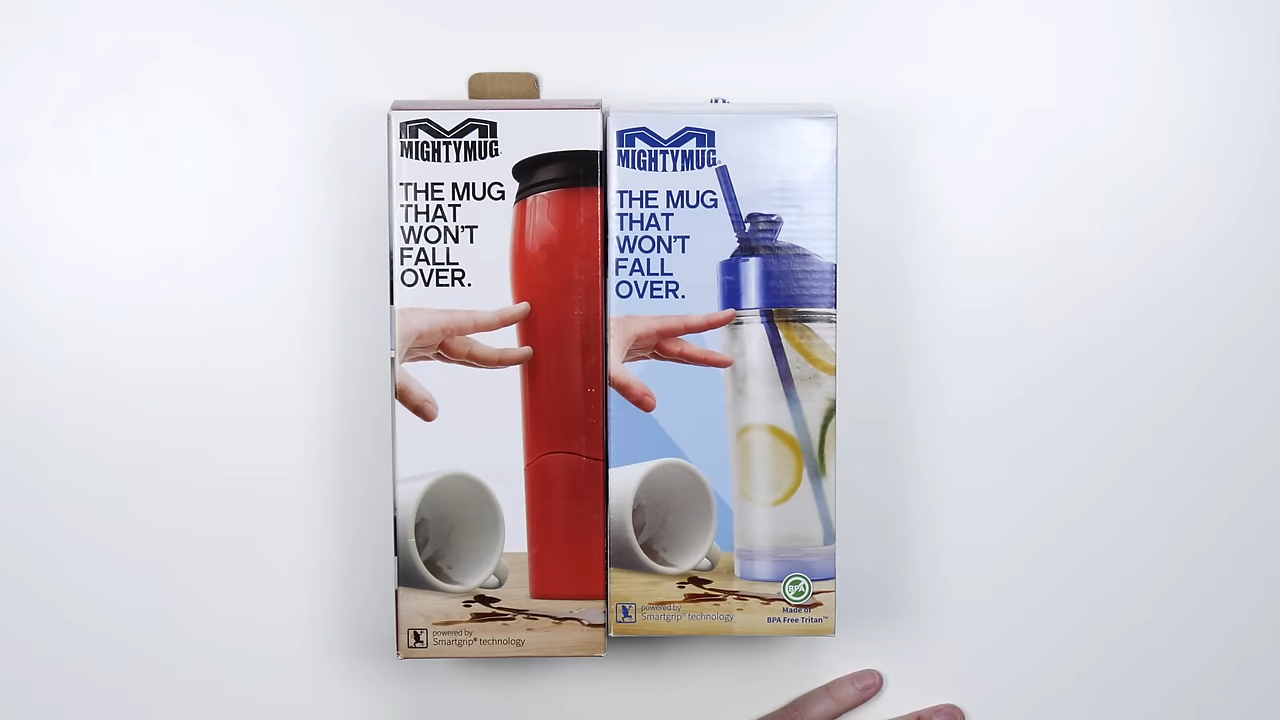 MIGHTYMUG
THE MUG
THAT
WON'T
FALL
OVER.
powered by
Smartgrip® technology
MIGHTYMUG®
THE MUG
THAT
WON'T
FALL
OVER.
powered by
Smartgrip® technology
BPA
Made of
BPA Free Tritan™